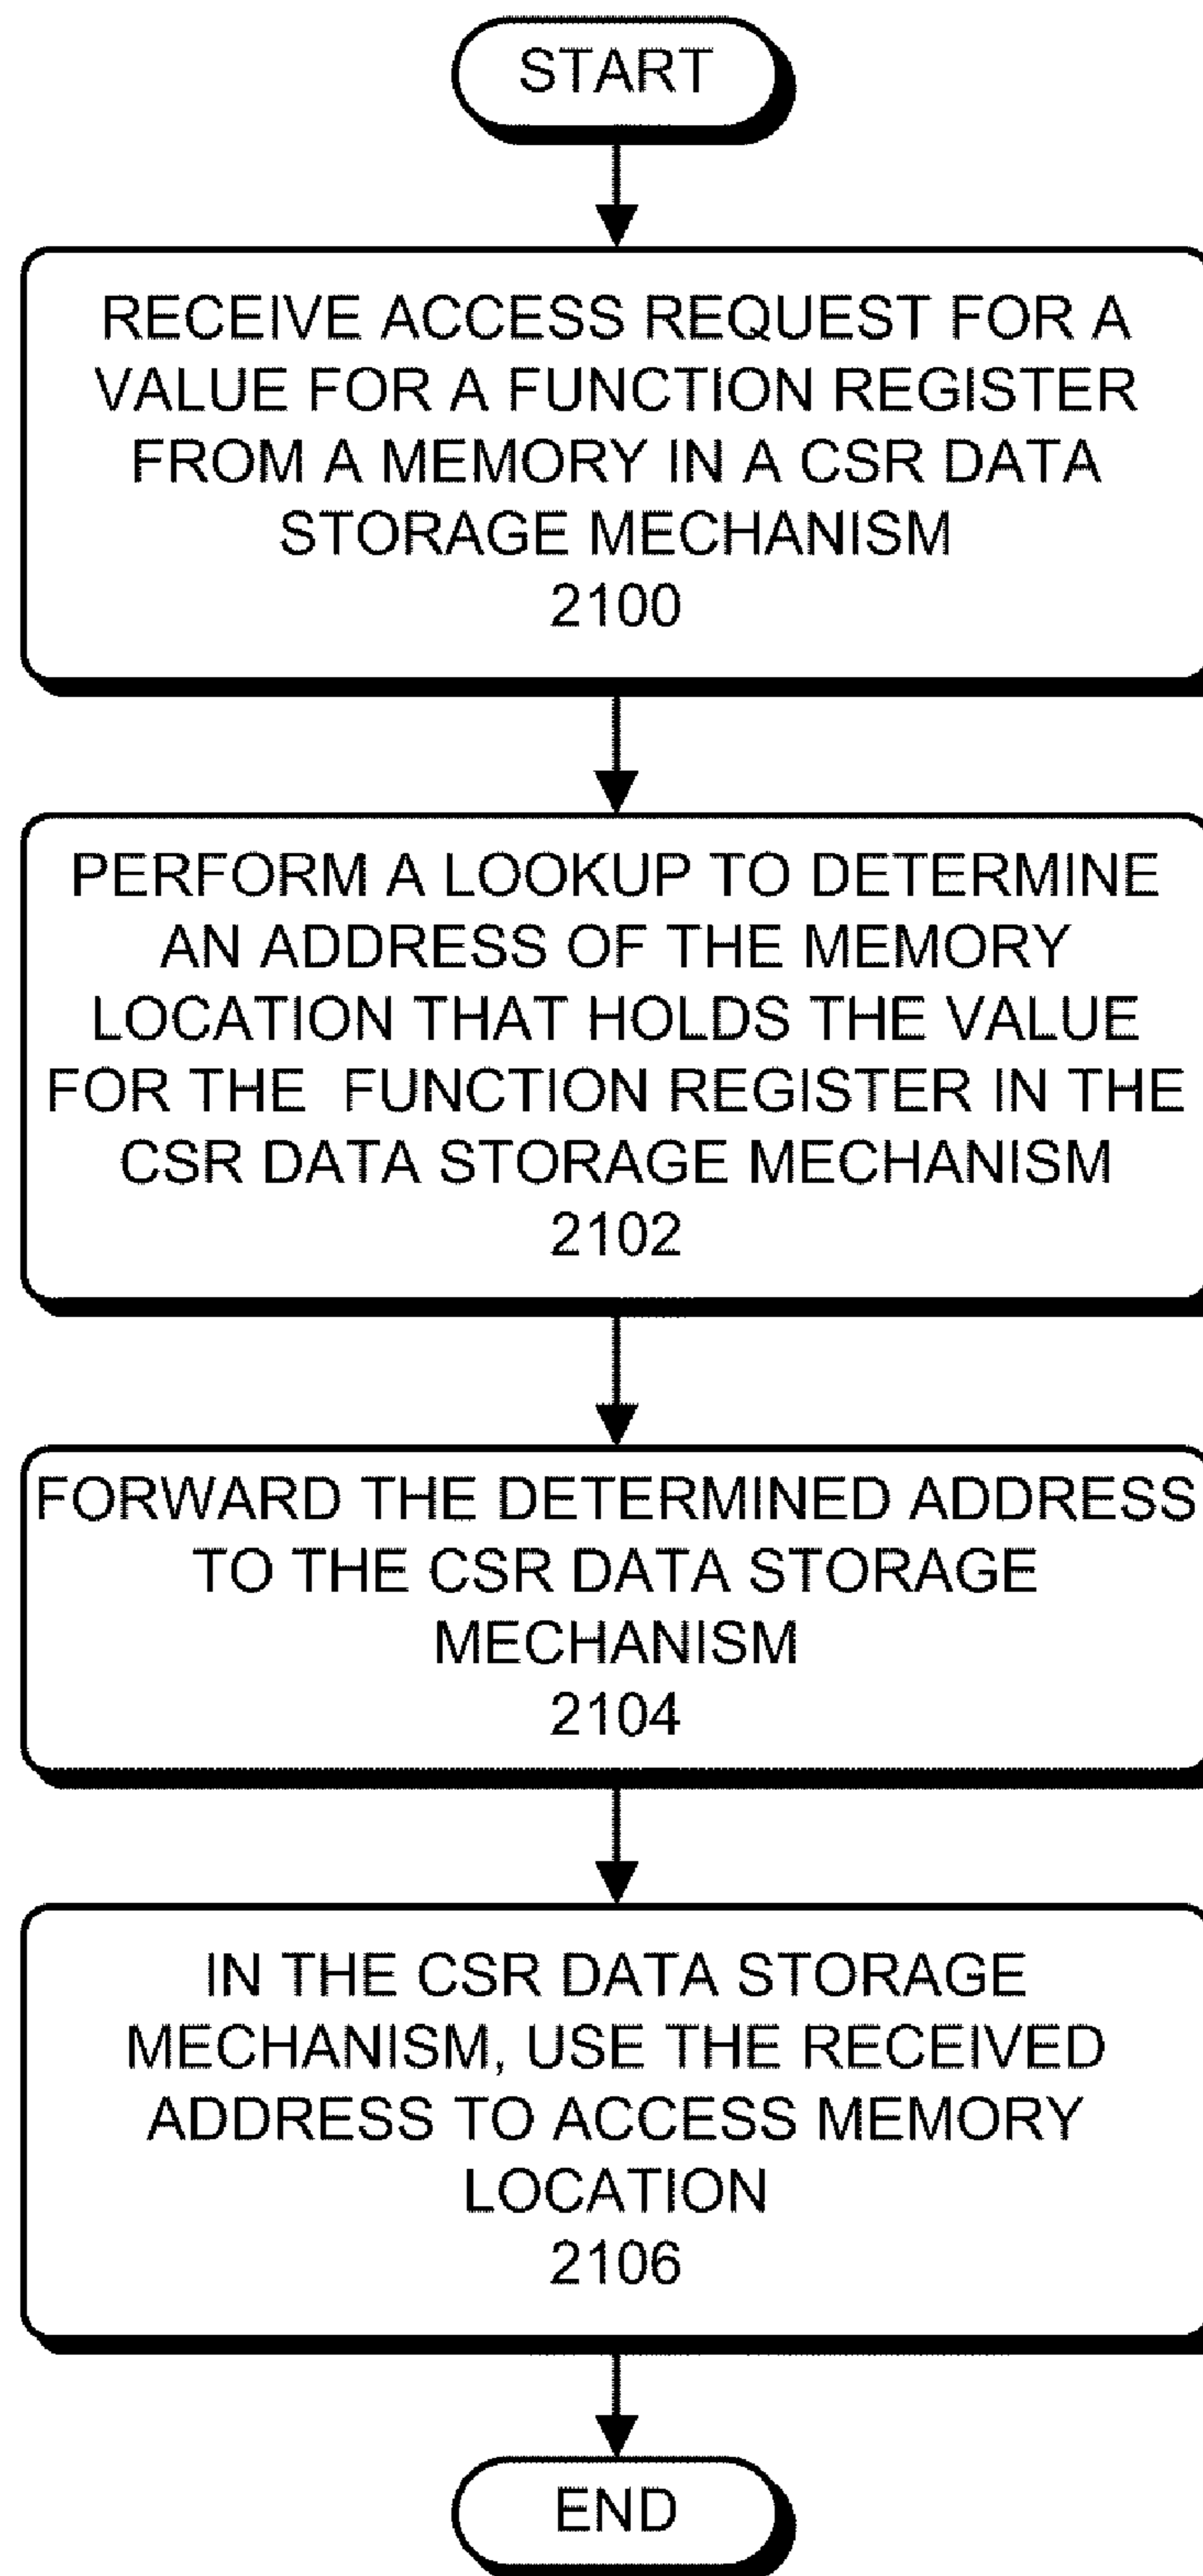 START
RECEIVE ACCESS REQUEST FOR A
VALUE FOR A FUNCTION REGISTER
FROM A MEMORY IN A CSR DATA
STORAGE MECHANISM
2100
PERFORM A LOOKUP TO DETERMINE
AN ADDRESS OF THE MEMORY
LOCATION THAT HOLDS THE VALUE
FOR THE FUNCTION REGISTER IN THE
CSR DATA STORAGE MECHANISM
2102
FORWARD THE DETERMINED ADDRESS
TO THE CSR DATA STORAGE
MECHANISM
2104
IN THE CSR DATA STORAGE
MECHANISM, USE THE RECEIVED
ADDRESS TO ACCESS MEMORY
LOCATION
2106
END